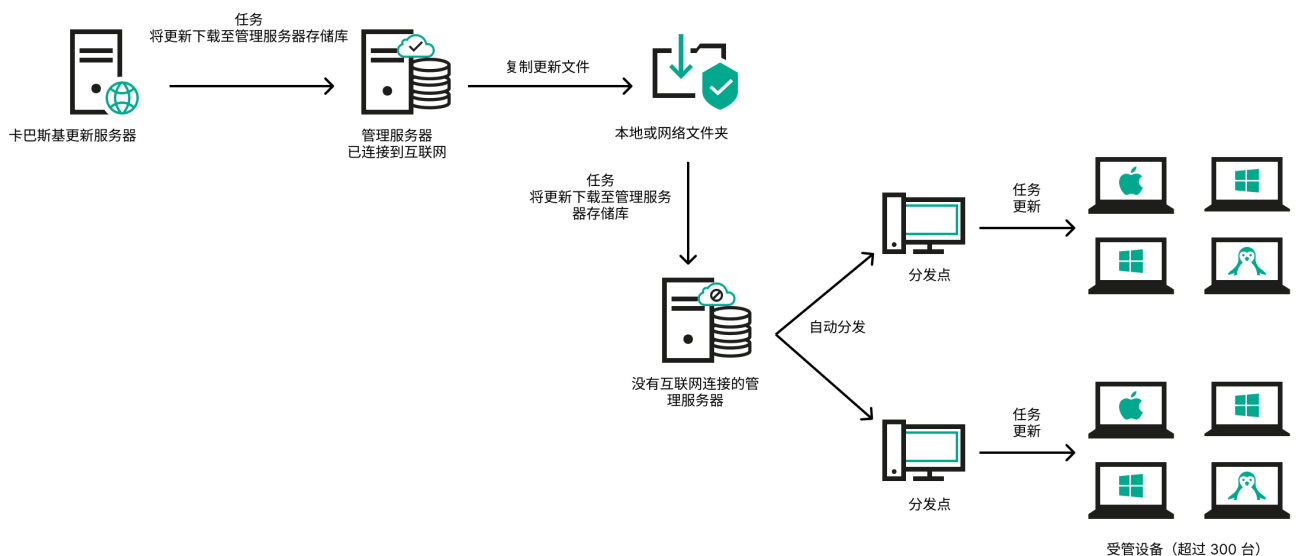 任务
将更新下载至管理服务器存储库
卡巴斯基更新服务器
管理服务器
已连接到互联网
复制更新文件
本地或网络文件夹
任务
将更新下载至管理服务
器存储库
没有互联网连接的管
理服务器
自动分发
分发点
任务
更新
分发点
任务
更新
受管设备（超过 300 台）